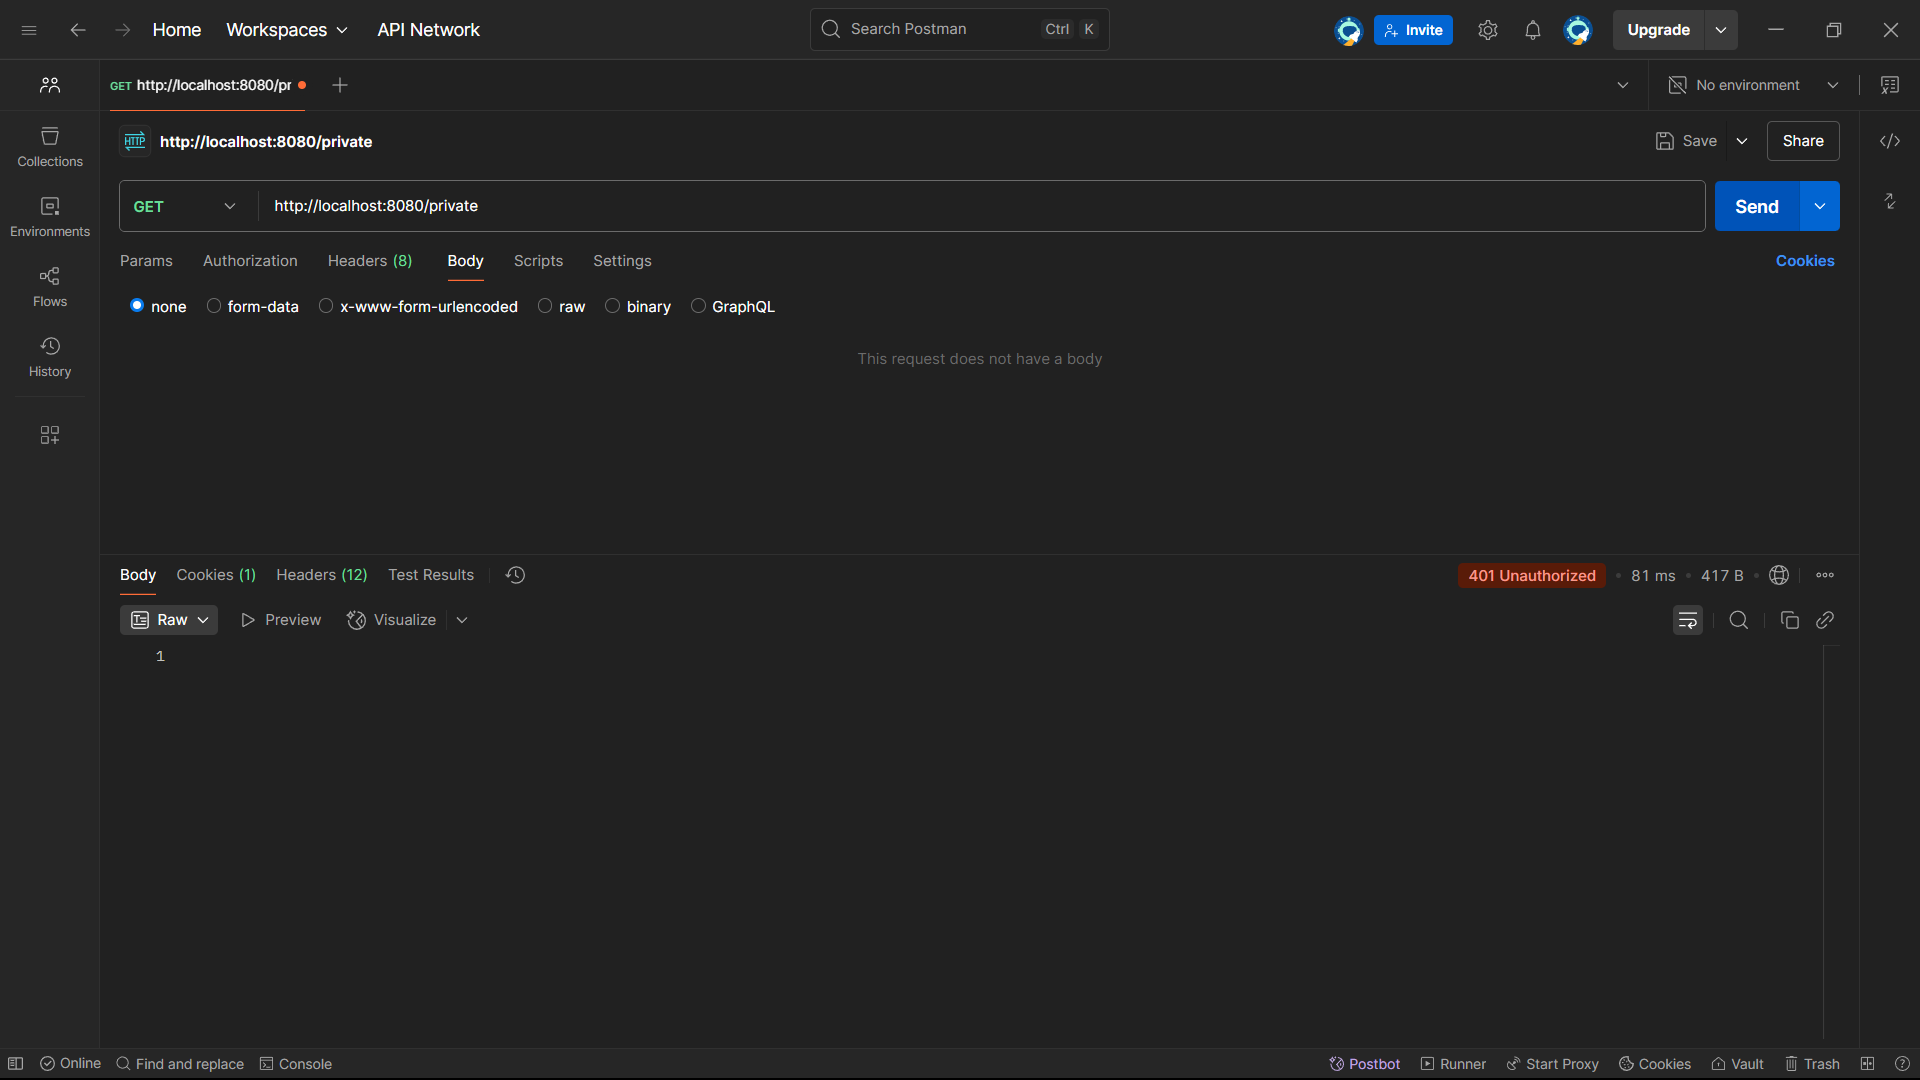 Home Workspaces API Network Search Postman Ctrl K Invite Upgrade
GET http://localhost:8080/pr No environment
HTTP http://localhost:8080/private Save Share
Collections
GET http://localhost:8080/private Send
Environments
Params Authorization Headers (8) Body Scripts Settings Cookies
none form-data x-www-form-urlencoded raw binary GraphQL
Flows
This request does not have a body
History
Body Cookies (1) Headers (12) Test Results 401 Unauthorized 81 ms 417 B
Raw Preview Visualize
1
Online Find and replace Console Postbot Runner Start Proxy Cookies Vault Trash